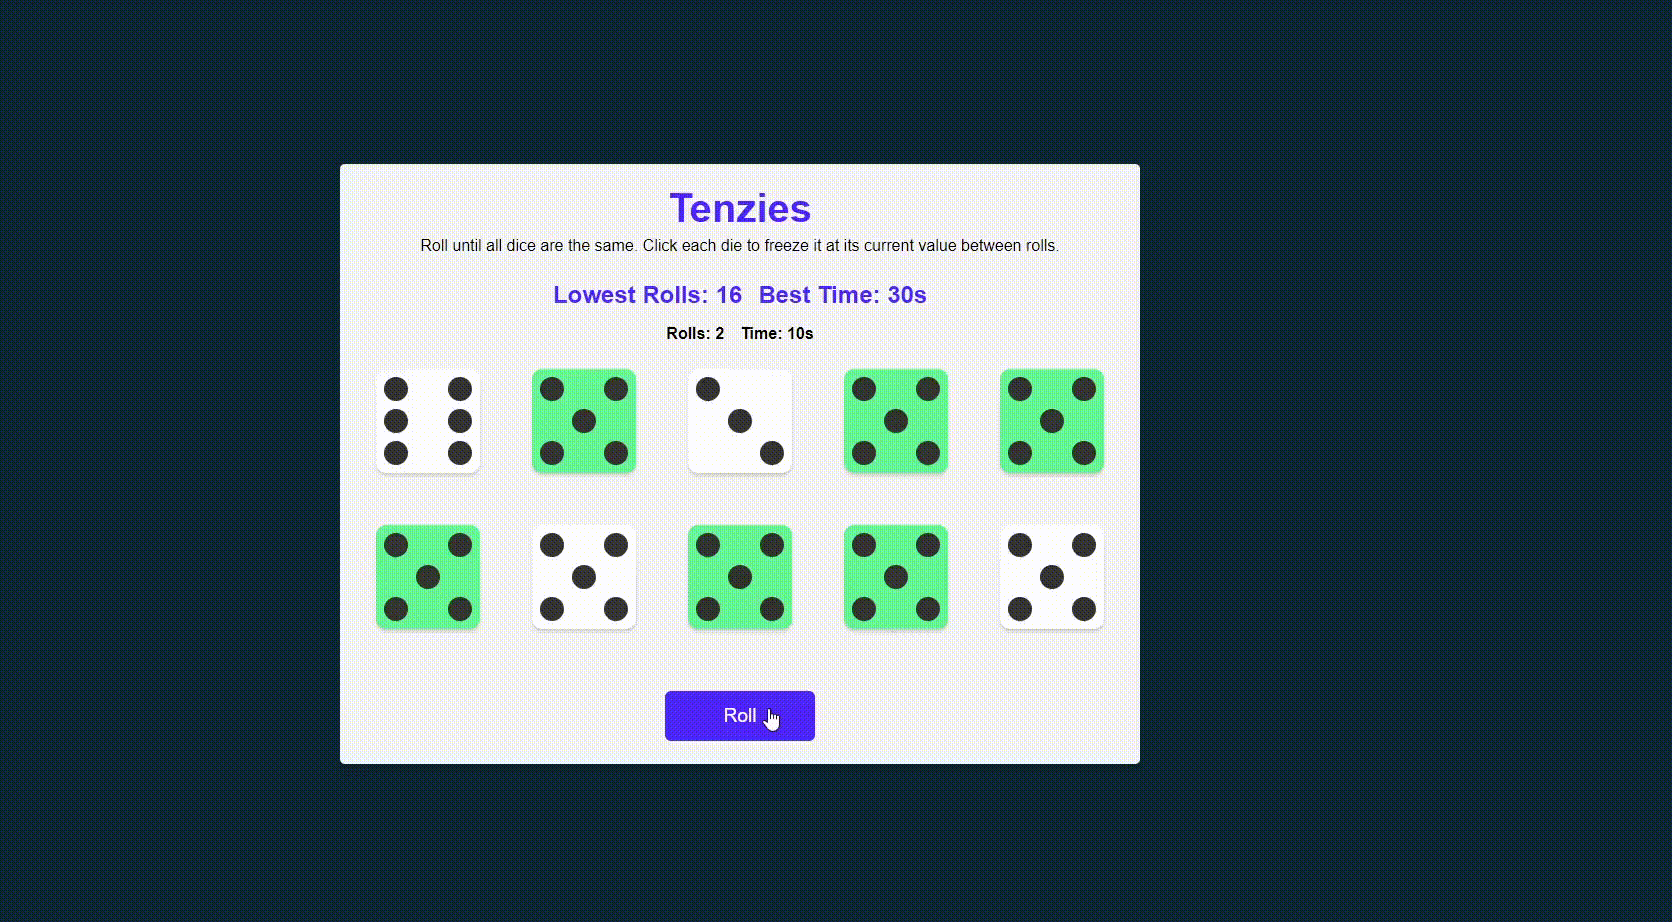 Tenzies
Roll until all dice are the same. Click each die to freeze it at its current value between rolls.
Lowest Rolls: 16 Best Time: 30s
Rolls: 2 Time: 10s
Roll